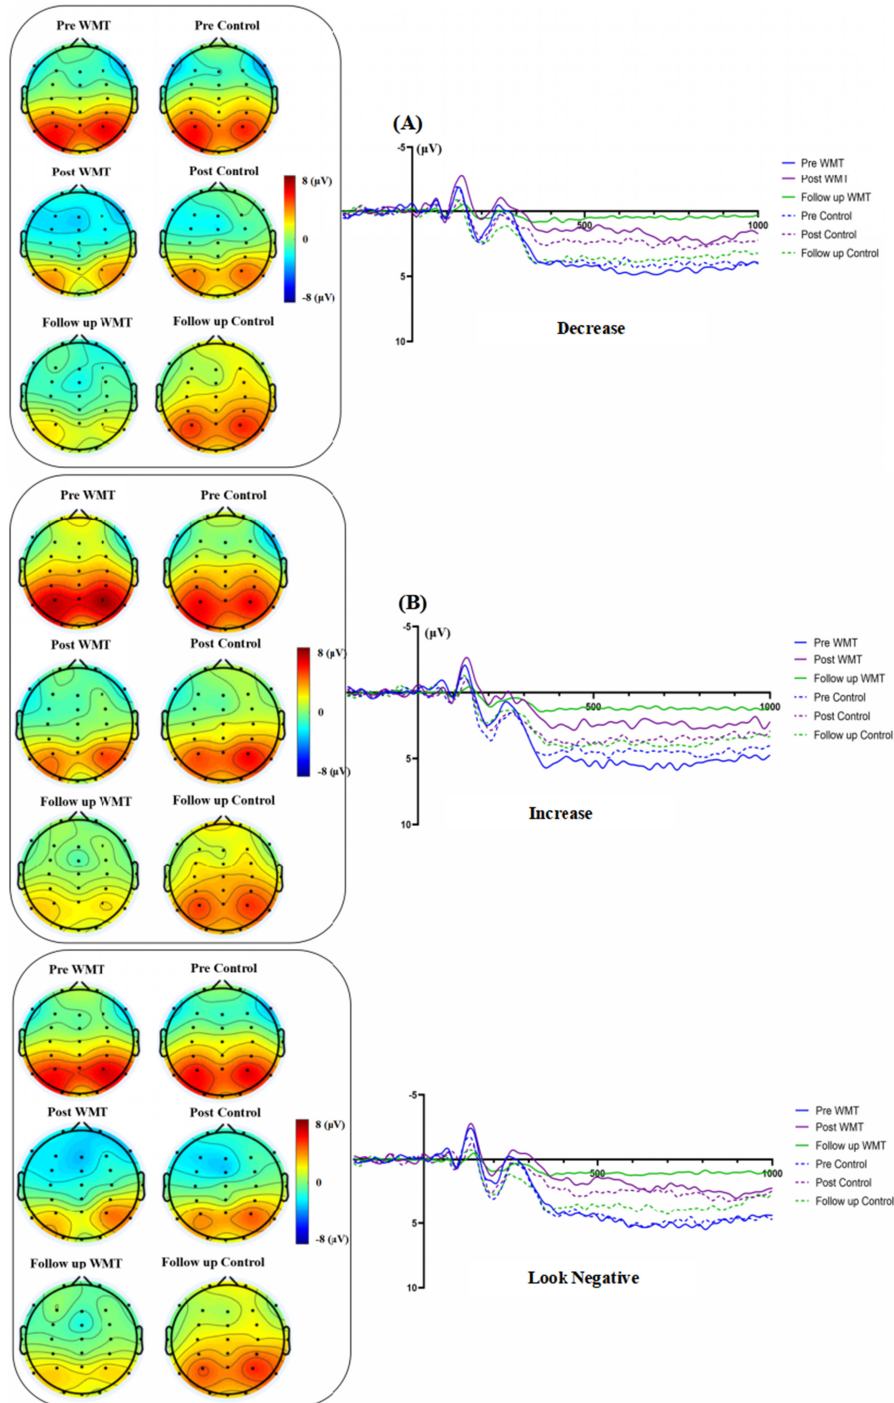 Pre WMT
Pre Control
Post WMT
Post Control
8 (μV)
0
-8 (μV)
Follow up WMT
Follow up Control
(A)
-5
(μV)
500
1000
5
10
Decrease
Pre WMT
Post WMT
Follow up WMT
Pre Control
Post Control
Follow up Control
Pre WMT
Pre Control
Post WMT
Post Control
8 (μV)
0
-8 (μV)
Follow up WMT
Follow up Control
(B)
-5
(μV)
500
1000
5
10
Increase
Pre WMT
Post WMT
Follow up WMT
Pre Control
Post Control
Follow up Control
Pre WMT
Pre Control
Post WMT
Post Control
8 (μV)
0
-8 (μV)
Follow up WMT
Follow up Control
-5
500
1000
5
10
Look Negative
Pre WMT
Post WMT
Follow up WMT
Pre Control
Post Control
Follow up Control